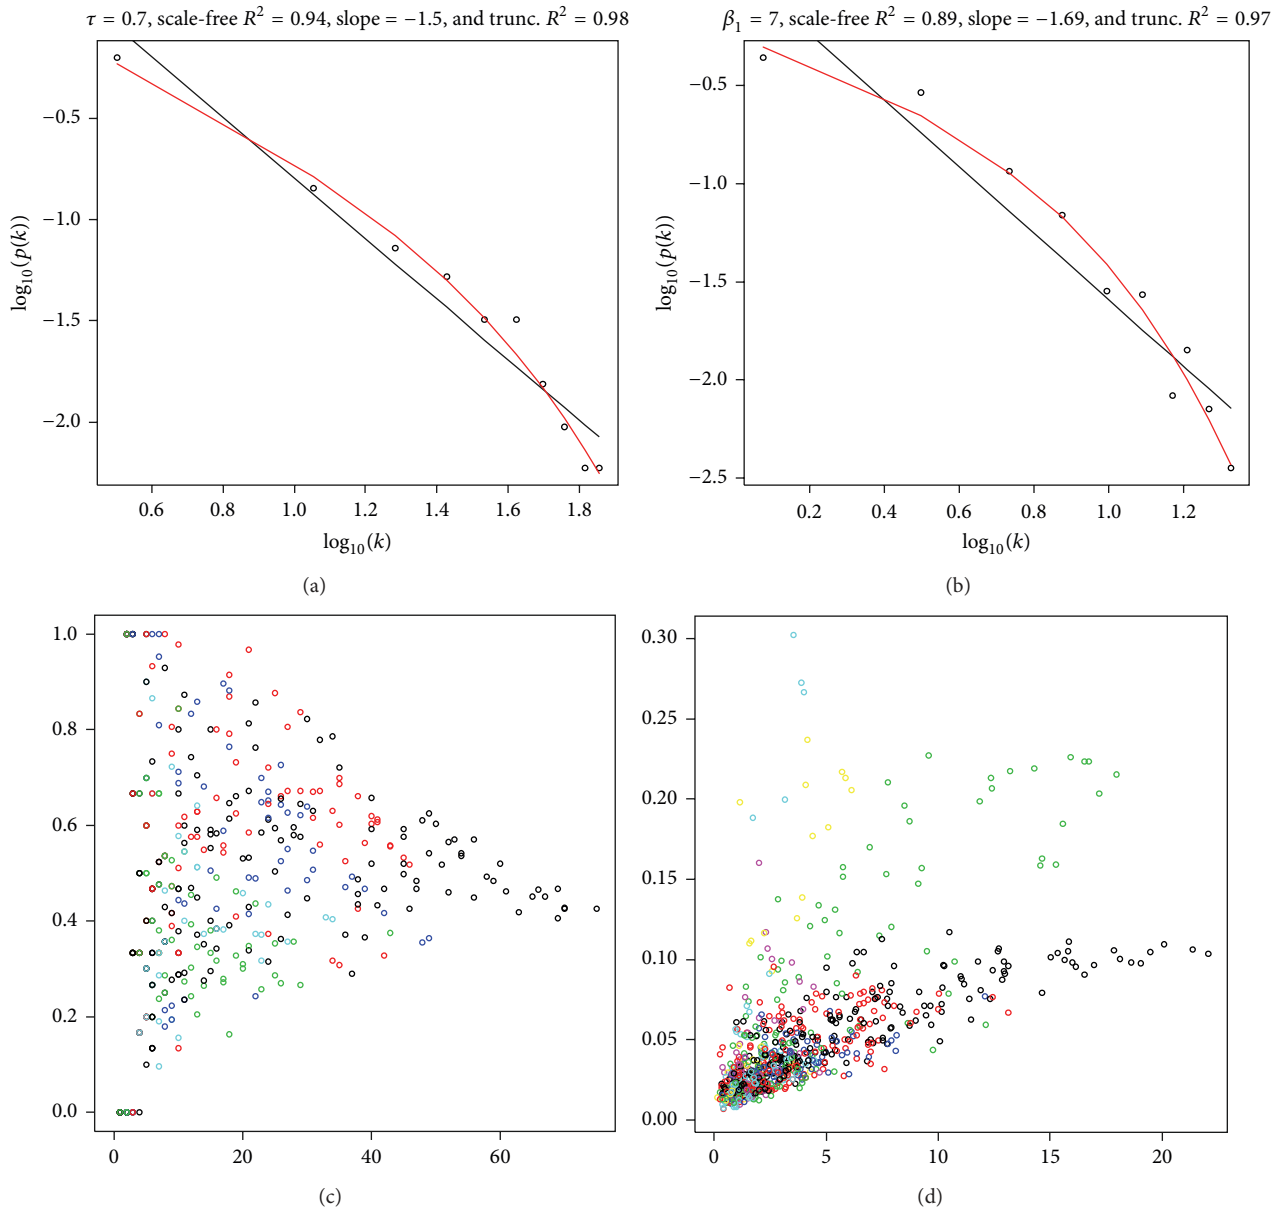 τ = 0.7, scale-free R² = 0.94, slope = −1.5, and trunc. R² = 0.98
β₁ = 7, scale-free R² = 0.89, slope = −1.69, and trunc. R² = 0.97
log₁₀(p(k))
−0.5
−1.0
−1.5
−2.0
0.6 1.0 1.2 1.4 1.6 1.8
log₁₀(k)
(a)
log₁₀(p(k))
−0.5
−1.0
−1.5
−2.0
−2.5
0.2 0.4 0.6 1.0 1.2
log₁₀(k)
(b)
1.0
0.8
0.6
0.4
0.2
0.0
0 20 40 60
(c)
0.30
0.25
0.20
0.15
0.10
0.05
0.00
0 5 10 15 20
(d)